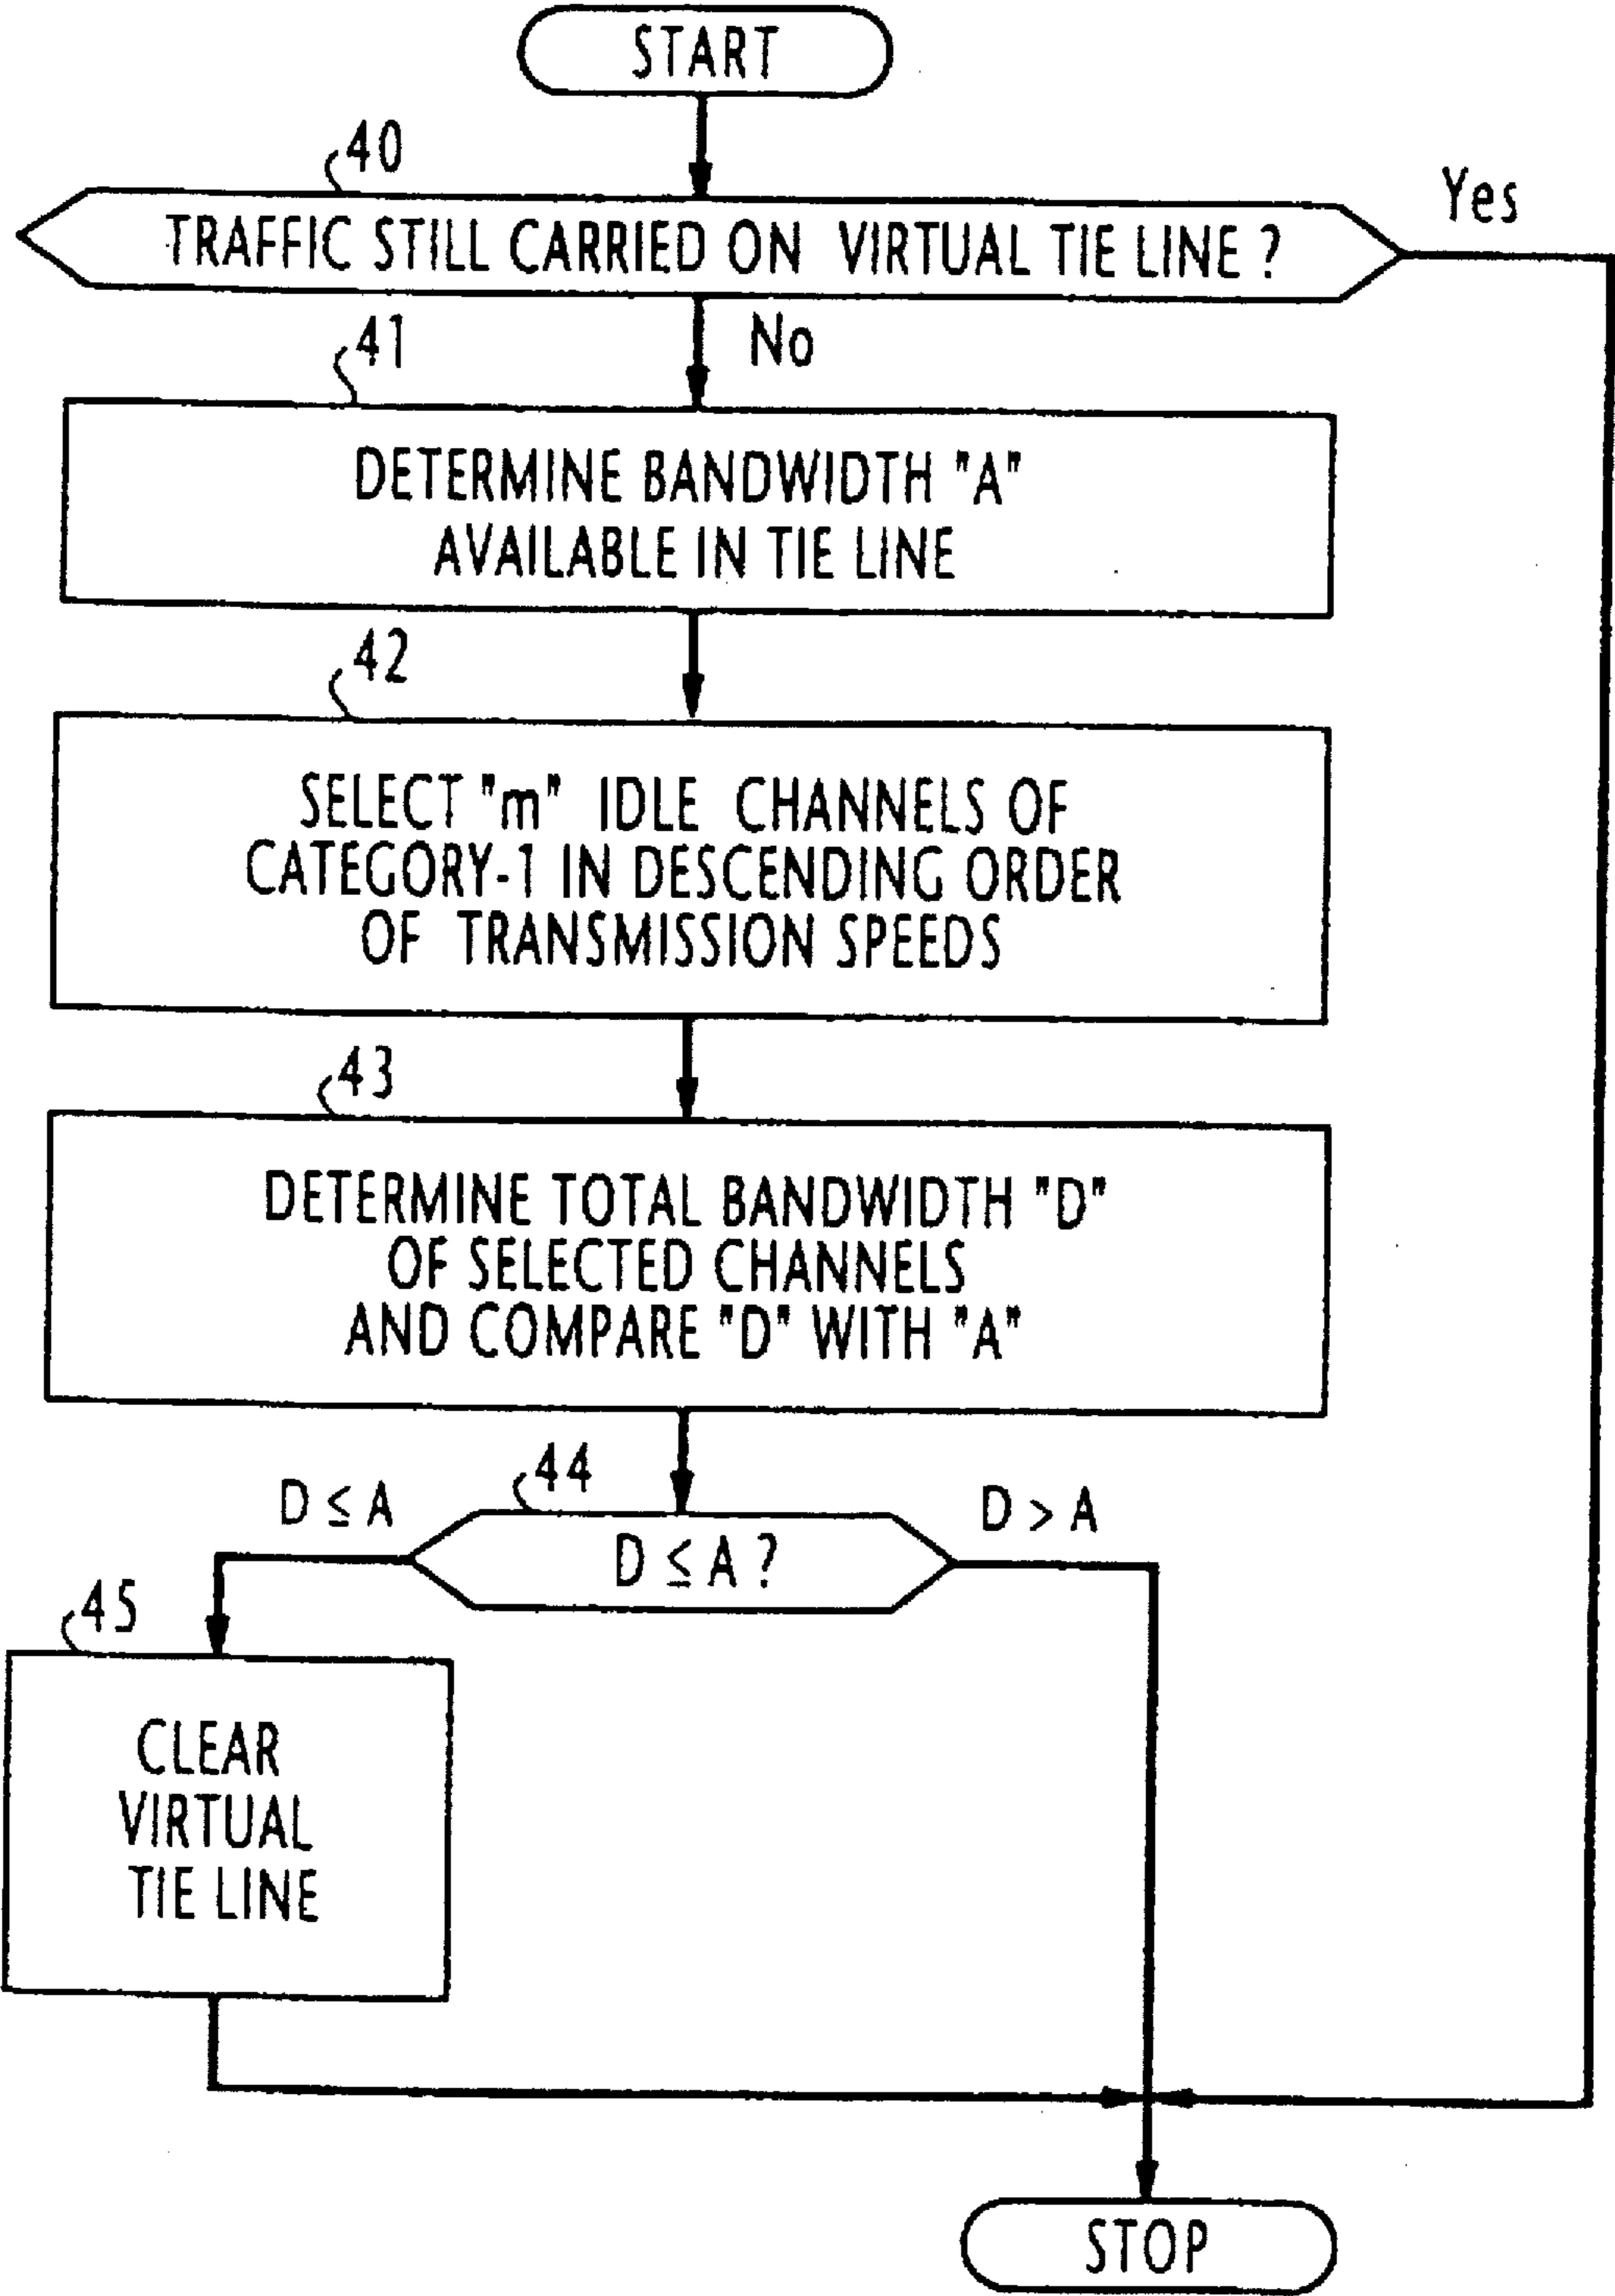 START
40
Yes
TRAFFIC STILL CARRIED ON VIRTUAL TIE LINE ?
41
No
DETERMINE BANDWIDTH "A"
AVAILABLE IN TIE LINE
42
SELECT "m" IDLE CHANNELS OF
CATEGORY-1 IN DESCENDING ORDER
OF TRANSMISSION SPEEDS
43
DETERMINE TOTAL BANDWIDTH "D"
OF SELECTED CHANNELS
AND COMPARE "D" WITH "A"
44
D ≤ A
D > A
D ≤ A ?
45
CLEAR
VIRTUAL
TIE LINE
STOP